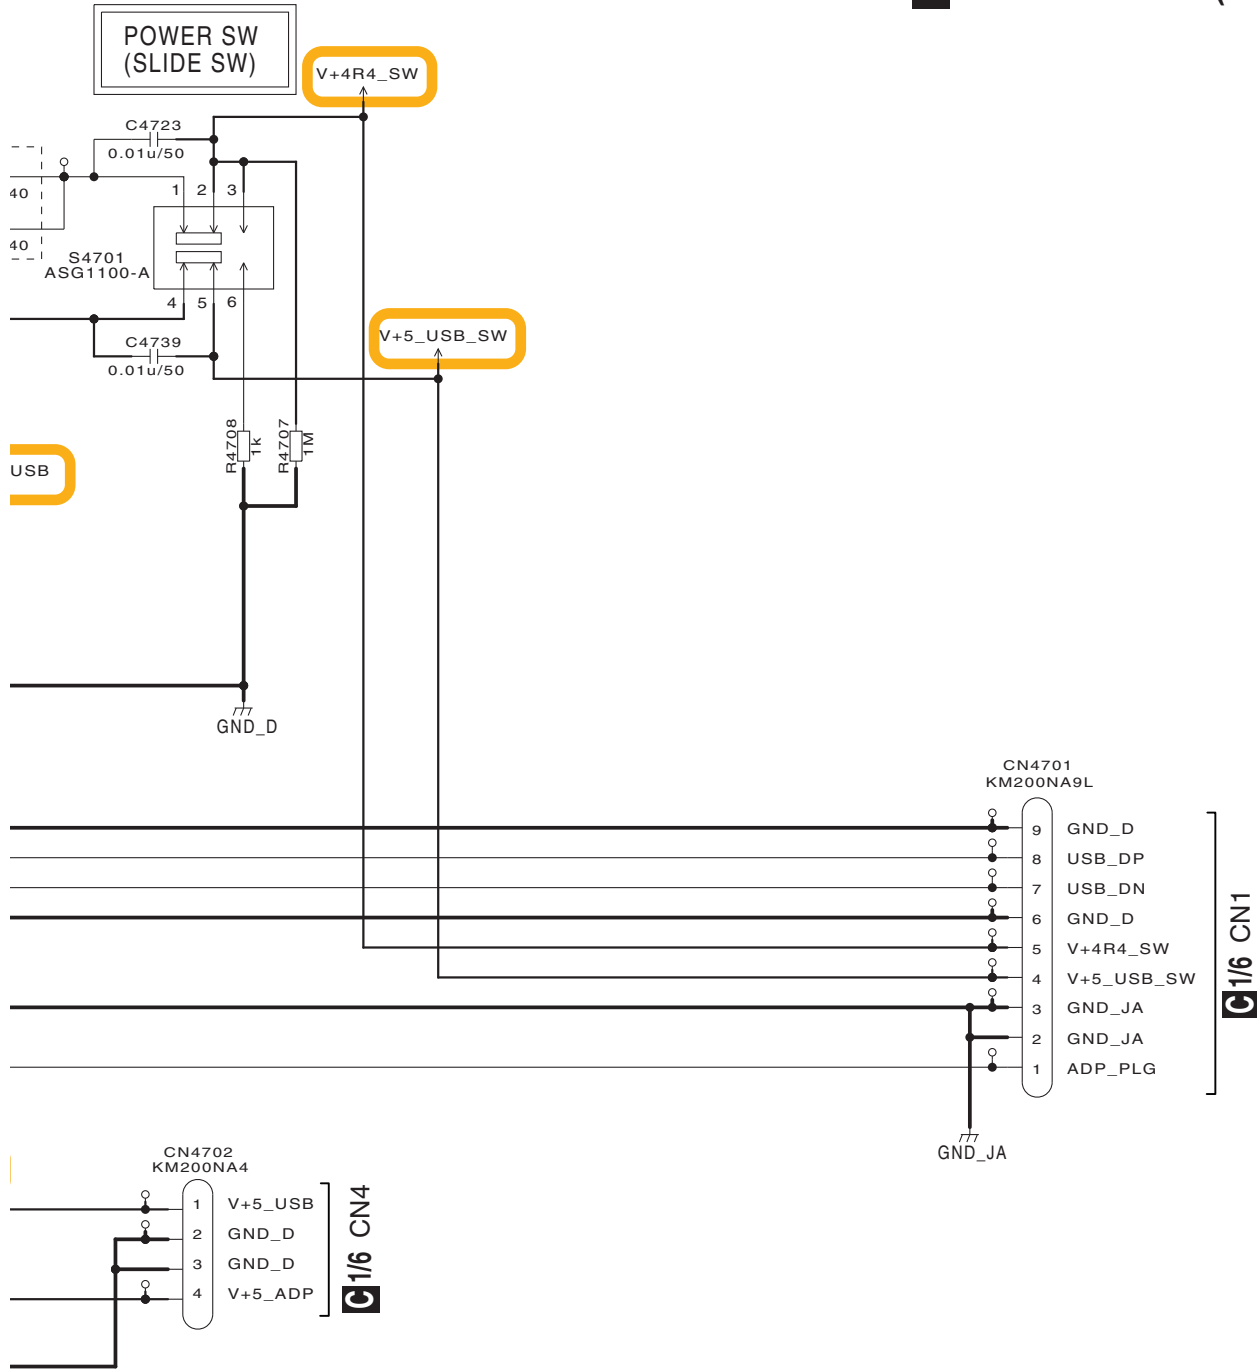 POWER SW
(SLIDE SW)
V+4R4_SW
C4723
0.01u/50
40
40
1 2 3
S4701
ASG1100-A
4 5 6
C4739
0.01u/50
V+5_USB_SW
R4708
1k
R4707
1M
USB
GND_D
CN4701
KM200NA9L
9 GND_D
8 USB_DP
7 USB_DN
6 GND_D
5 V+4R4_SW
4 V+5_USB_SW
3 GND_JA
2 GND_JA
1 ADP_PLG
C 1/6 CN1
GND_JA
CN4702
KM200NA4
1 V+5_USB
2 GND_D
3 GND_D
4 V+5_ADP
C 1/6 CN4